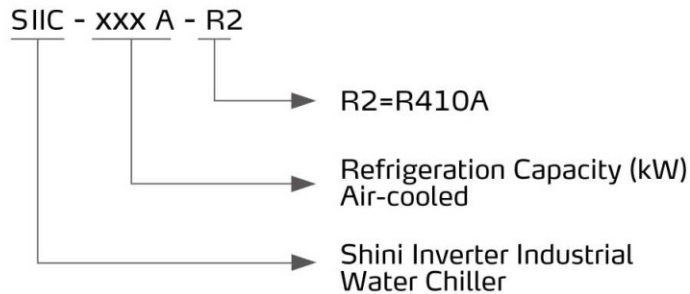 SIIC - xxx A - R2
R2=R410A
Refrigeration Capacity (kW)
Air-cooled
Shini Inverter Industrial
Water Chiller